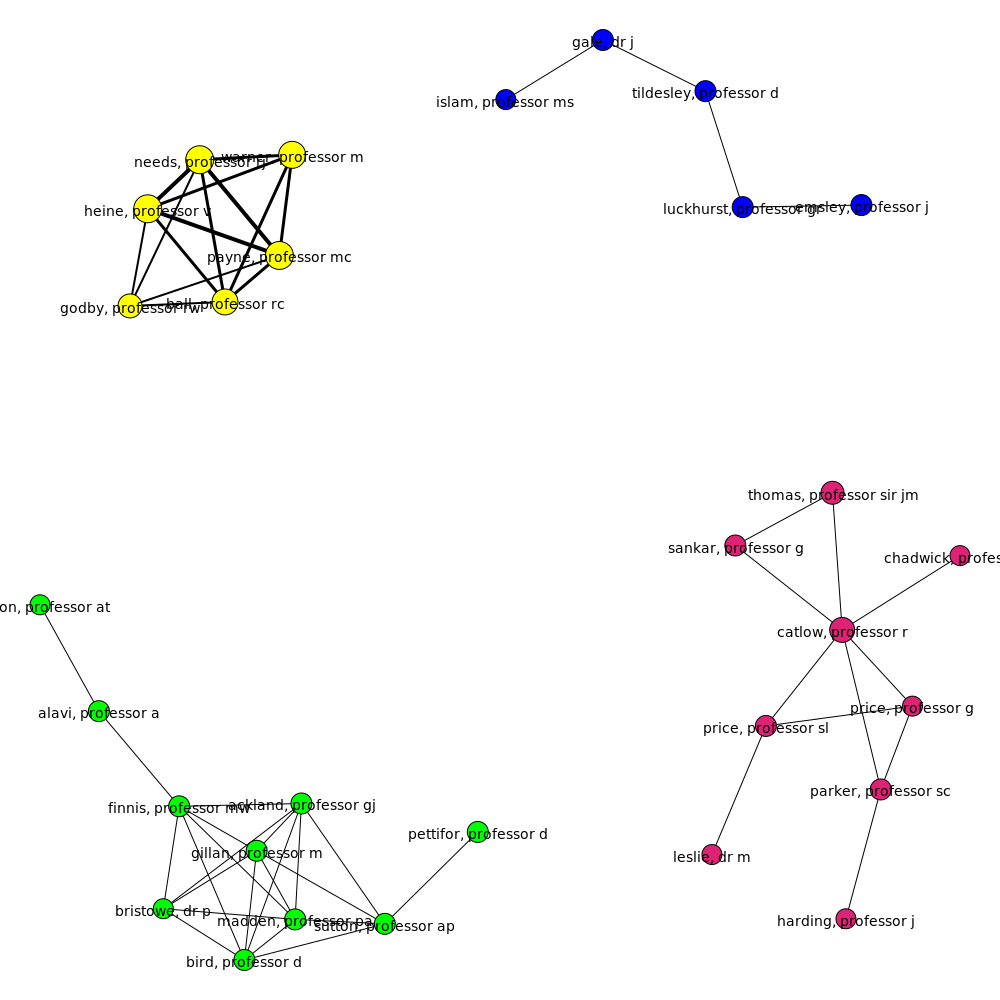 gale, dr j
tildesley, professor d
islam, professor ms
warner, professor m
needs, professor rj
heine, professor v
luckhurst, professor gr
emsley, professor j
payne, professor mc
ball, professor rc
godby, professor rw
thomas, professor sir jm
sankar, professor g
chadwick, profes
on, professor at
catlow, professor r
price, professor g
alavi, professor a
price, professor sl
parker, professor sc
finnis, professor mw
ackland, professor gj
pettifor, professor d
gillan, professor m
leslie, dr m
bristowe, dr p
madden, professor pa
sutton, professor ap
harding, professor j
bird, professor d